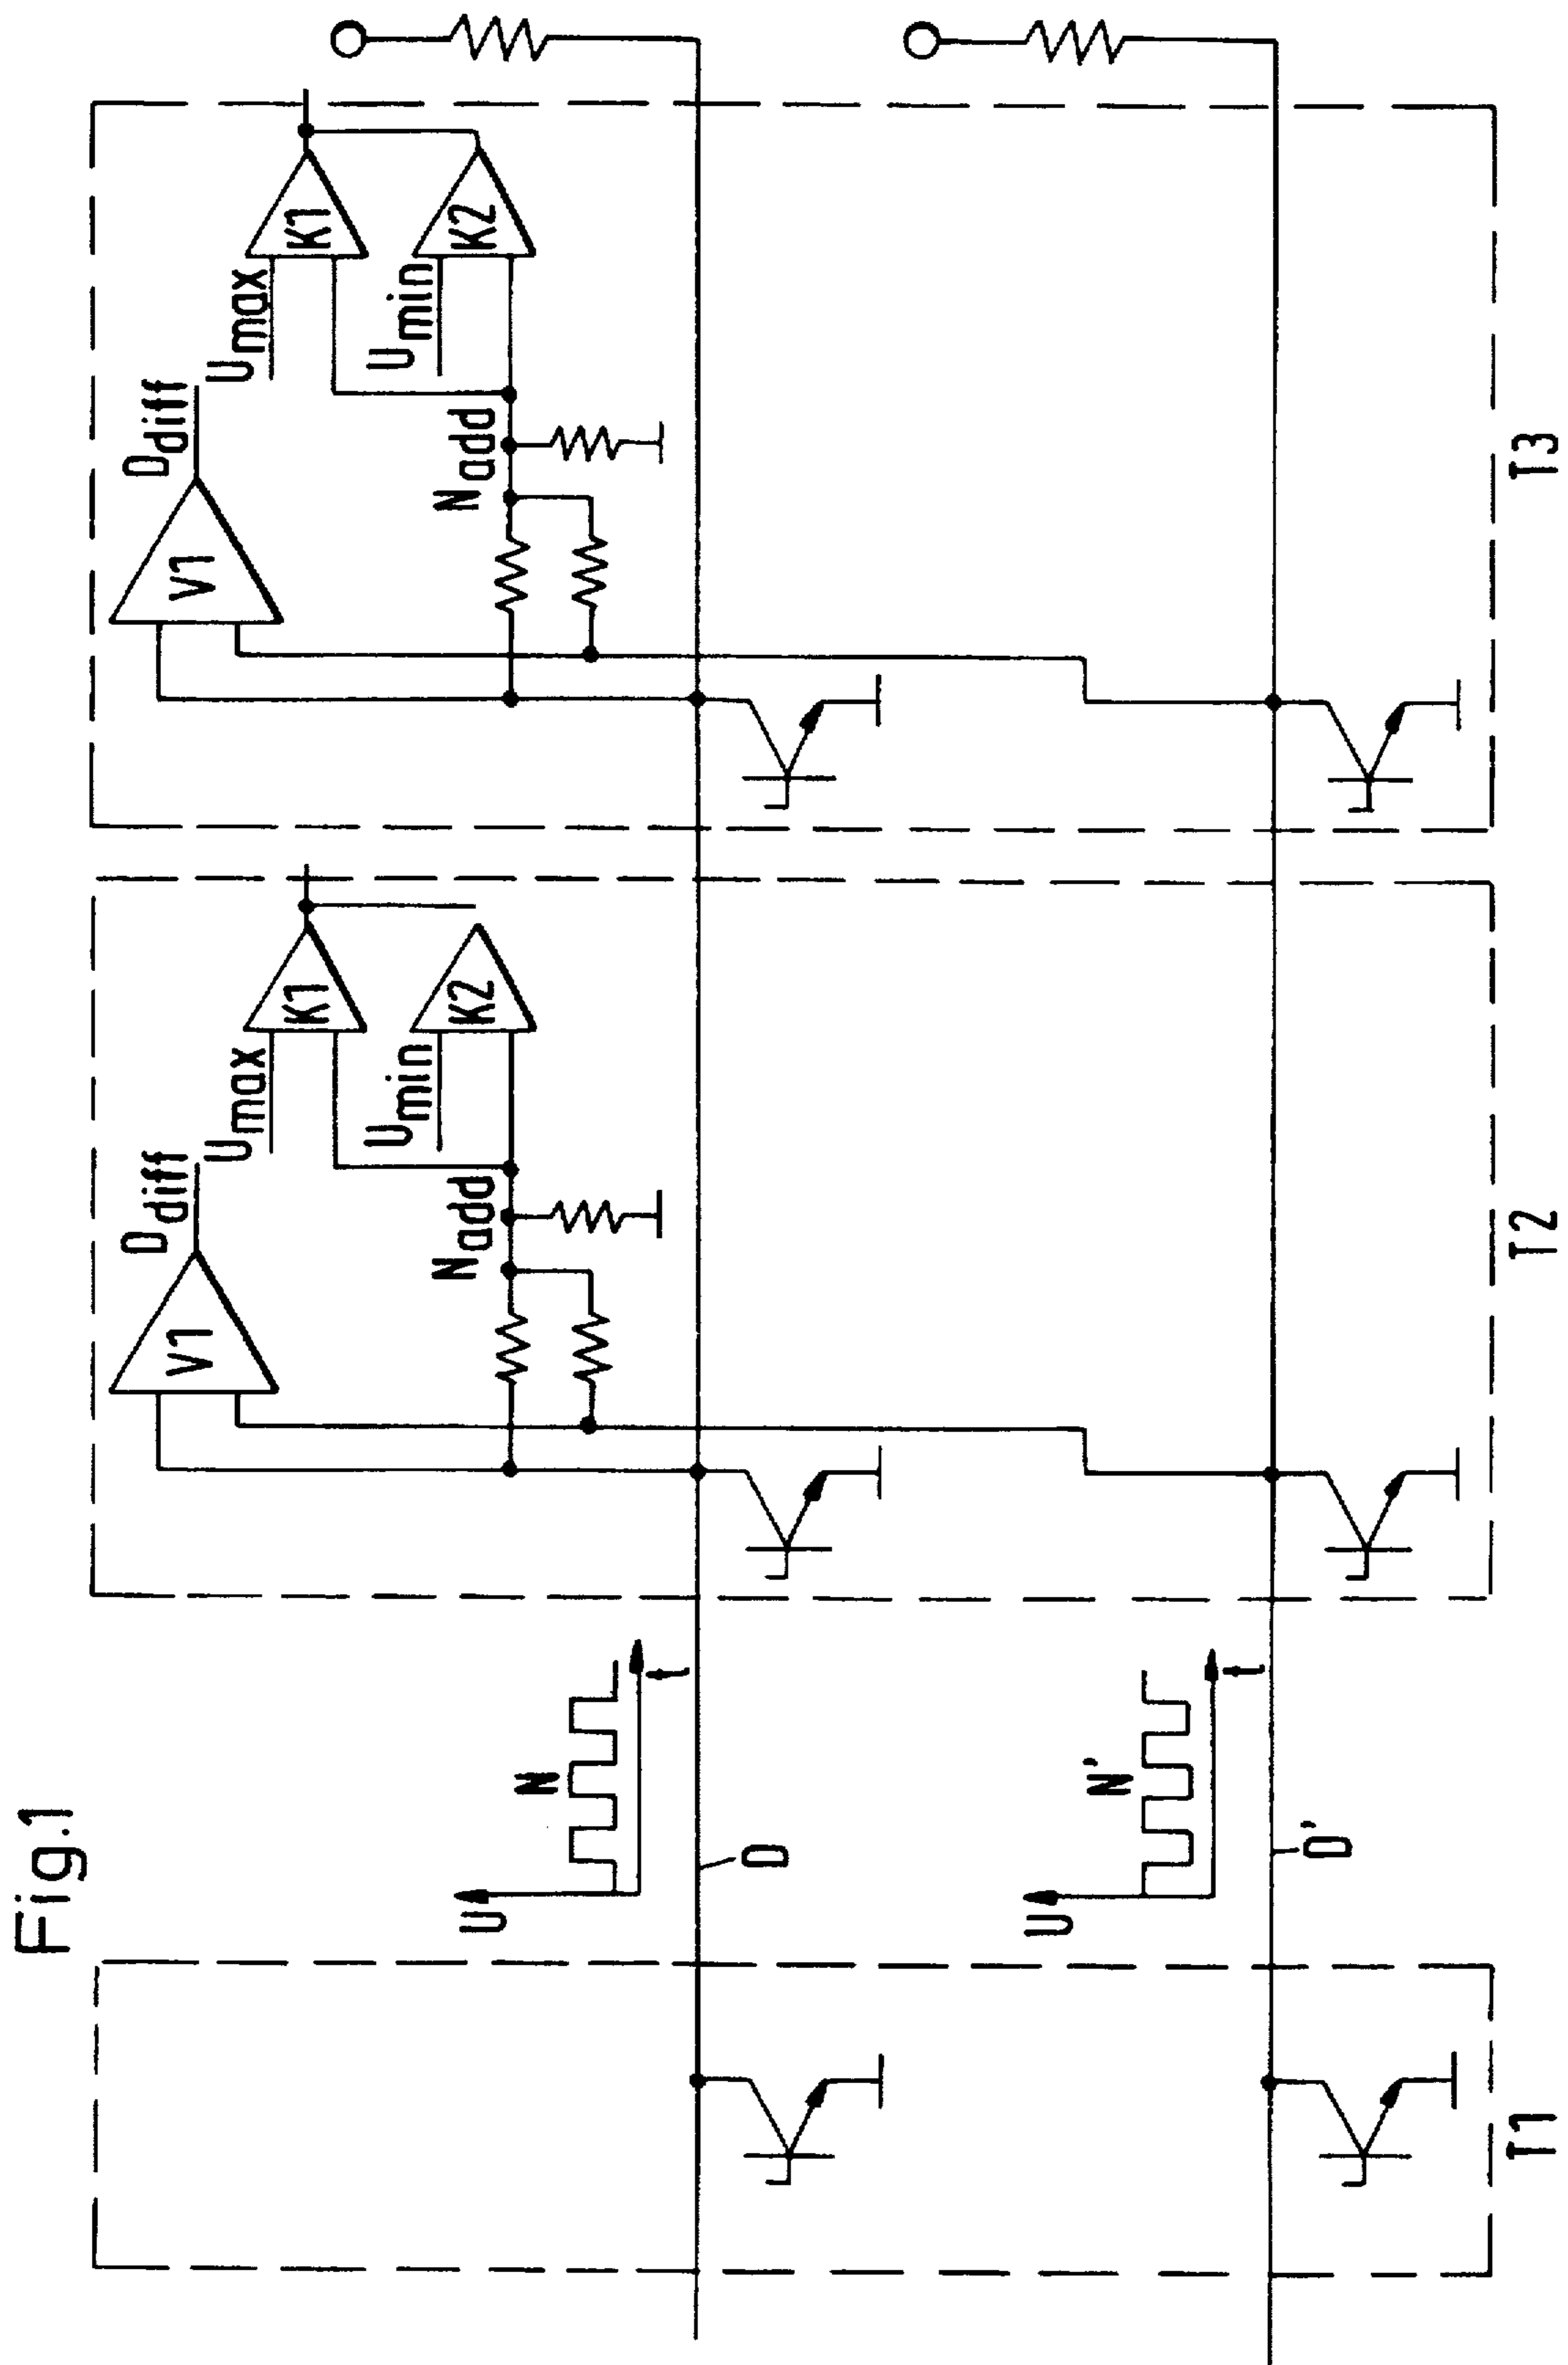 Fig.1
U
N
t
D
U
N'
t
D'
T1
V1
D_diff
U_max
K1
U_min
K2
N_add
T2
V1
D_diff
U_max
K1
U_min
K2
N_add
T3